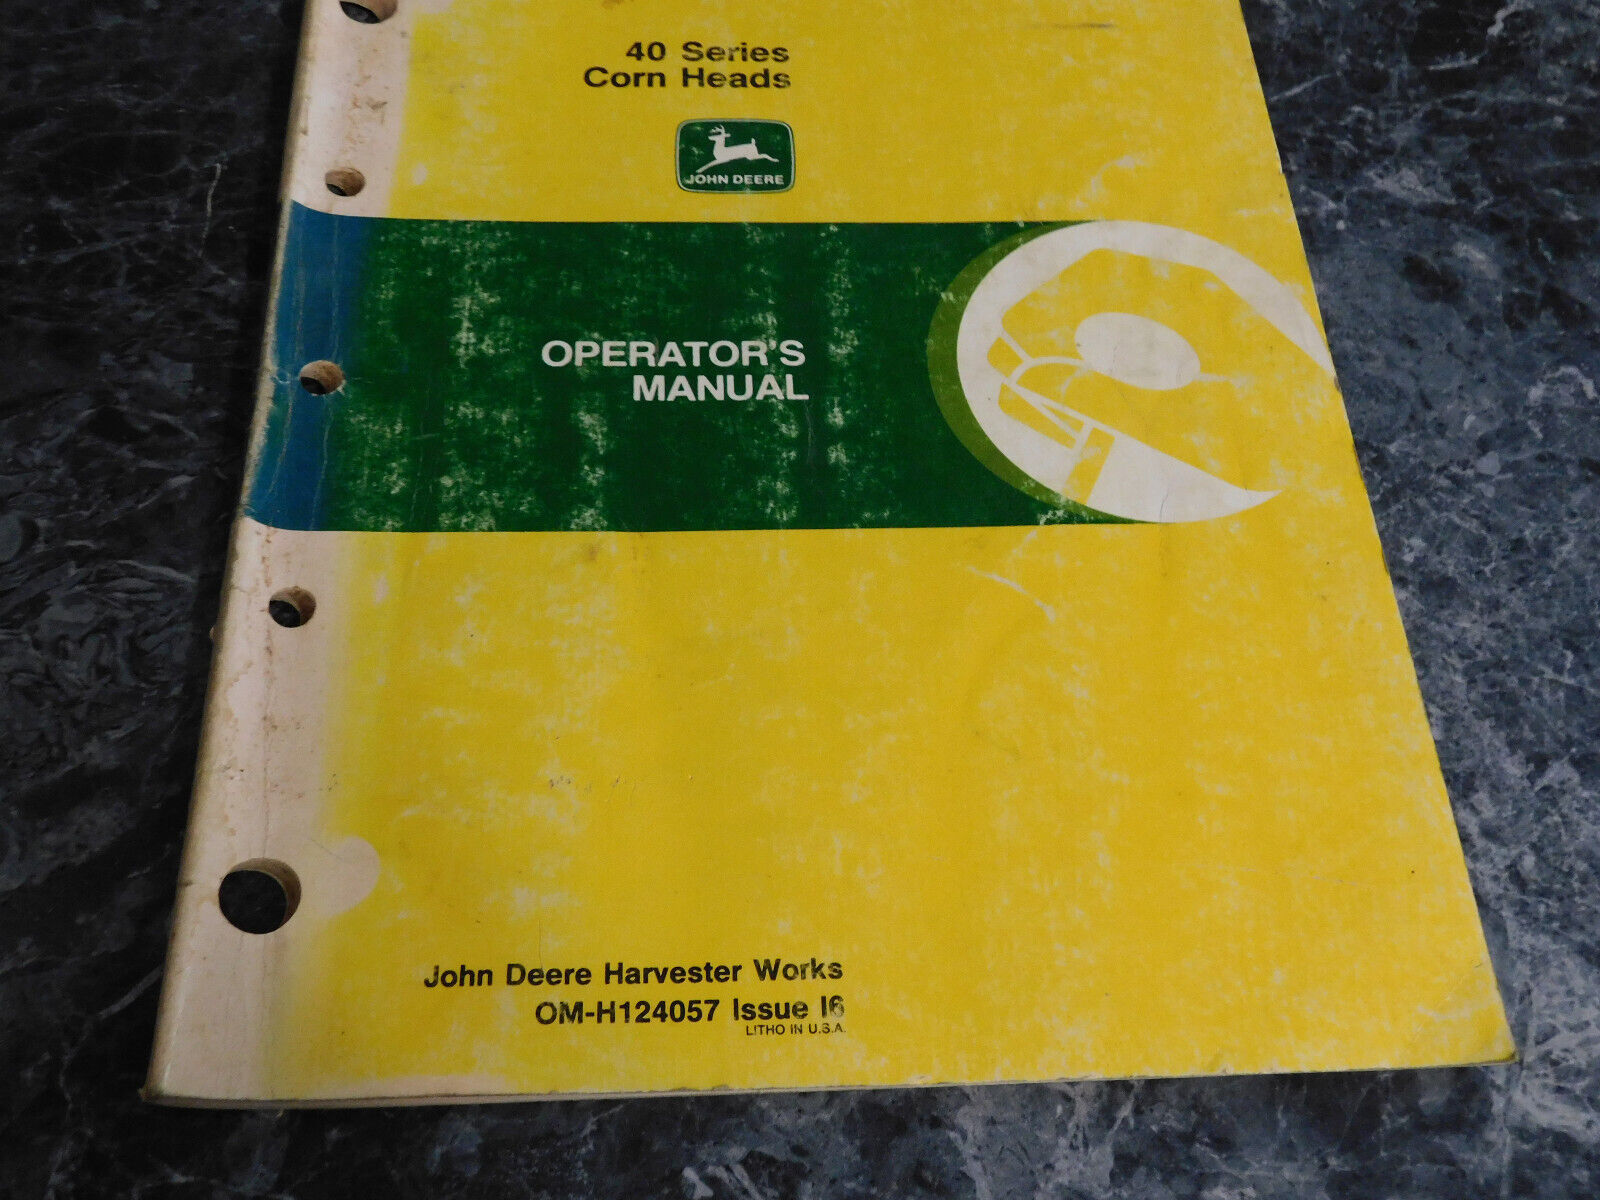 40 Series
Corn Heads
JOHN DEERE
OPERATOR'S
MANUAL
John Deere Harvester Works
OM-H124057 Issue I6
LITHO IN U.S.A.